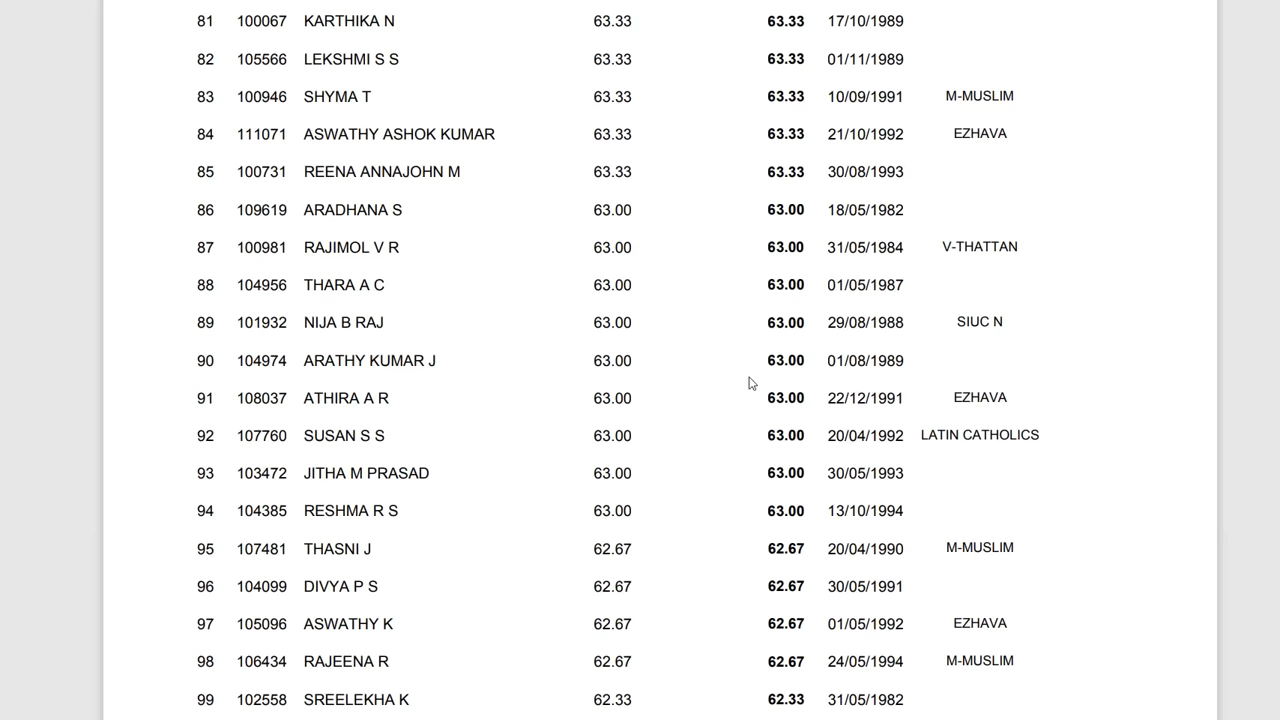 81 100067 KARTHIKA N 63.33 63.33 17/10/1989
82 105566 LEKSHMI S S 63.33 63.33 01/11/1989
83 100946 SHYMA T 63.33 63.33 10/09/1991 M-MUSLIM
84 111071 ASWATHY ASHOK KUMAR 63.33 63.33 21/10/1992 EZHAVA
85 100731 REENA ANNAJOHN M 63.33 63.33 30/08/1993
86 109619 ARADHANA S 63.00 63.00 18/05/1982
87 100981 RAJIMOL V R 63.00 63.00 31/05/1984 V-THATTAN
88 104956 THARA A C 63.00 63.00 01/05/1987
89 101932 NIJA B RAJ 63.00 63.00 29/08/1988 SIUC N
90 104974 ARATHY KUMAR J 63.00 63.00 01/08/1989
91 108037 ATHIRA A R 63.00 63.00 22/12/1991 EZHAVA
92 107760 SUSAN S S 63.00 63.00 20/04/1992 LATIN CATHOLICS
93 103472 JITHA M PRASAD 63.00 63.00 30/05/1993
94 104385 RESHMA R S 63.00 63.00 13/10/1994
95 107481 THASNI J 62.67 62.67 20/04/1990 M-MUSLIM
96 104099 DIVYA P S 62.67 62.67 30/05/1991
97 105096 ASWATHY K 62.67 62.67 01/05/1992 EZHAVA
98 106434 RAJEENA R 62.67 62.67 24/05/1994 M-MUSLIM
99 102558 SREELEKHA K 62.33 62.33 31/05/1982